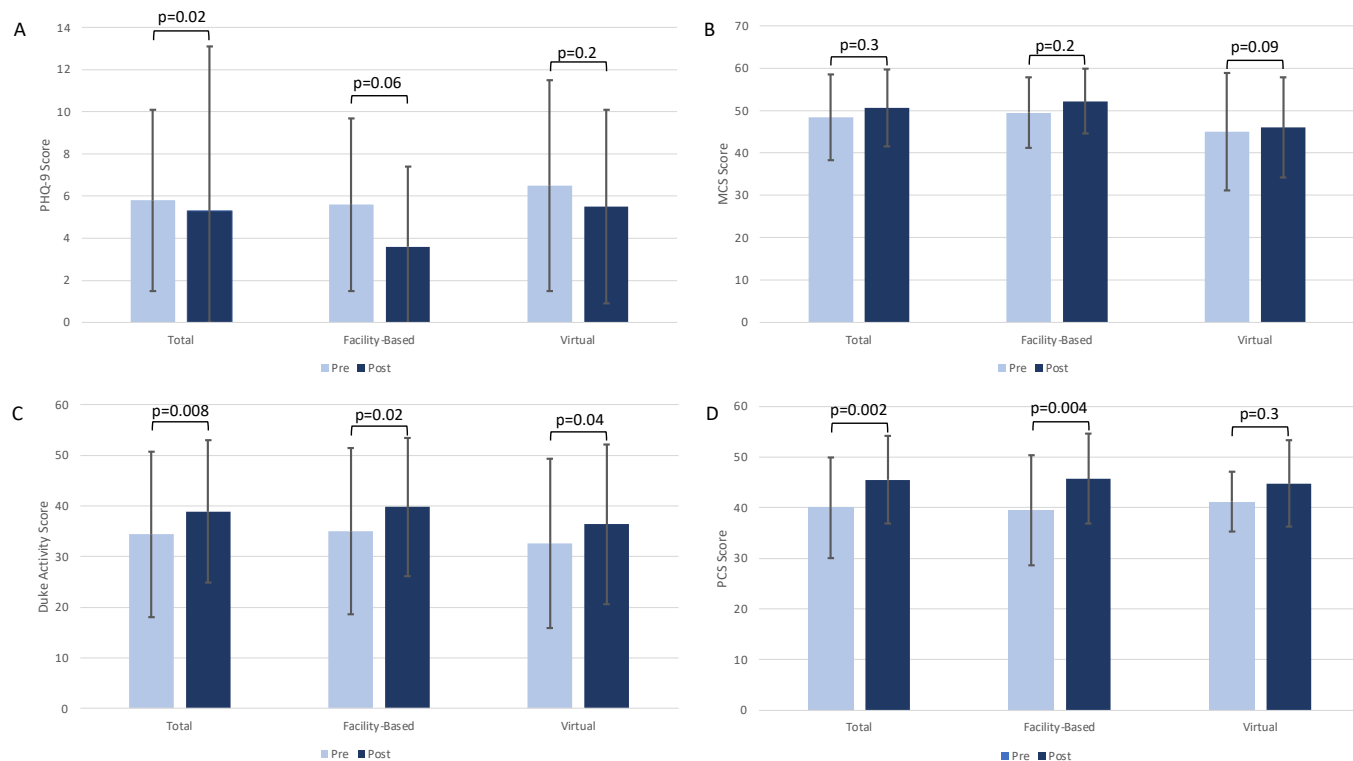 A
PHQ-9 Score
14
12
10
8
6
4
2
0
p=0.02
p=0.06
p=0.2
Total
Facility-Based
Virtual
Pre
Post
B
MCS Score
70
60
50
40
30
20
10
0
p=0.3
p=0.2
p=0.09
Total
Facility-Based
Virtual
Pre
Post
C
Duke Activity Score
60
50
40
30
20
10
0
p=0.008
p=0.02
p=0.04
Total
Facility-Based
Virtual
Pre
Post
D
PCS Score
60
50
40
30
20
10
0
p=0.002
p=0.004
p=0.3
Total
Facility-Based
Virtual
Pre
Post